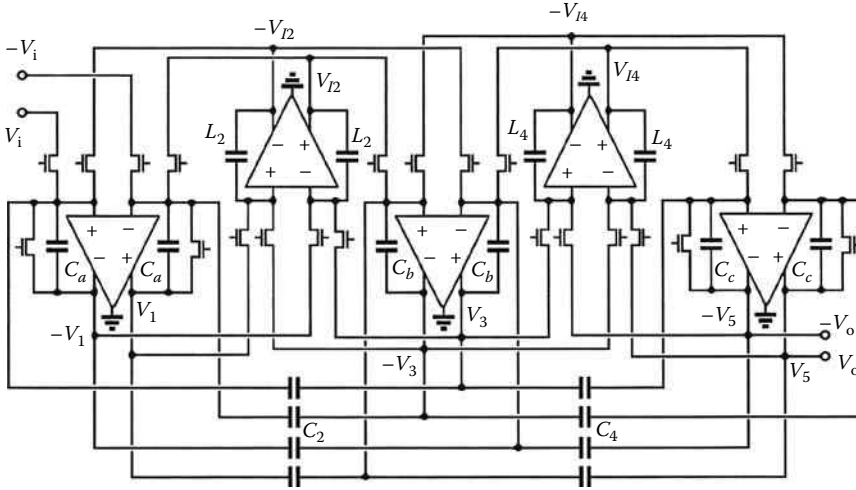 −V_{I2}
−V_{I4}
−V_i
V_{I2}
V_{I4}
V_i
L_2
L_2
L_4
L_4
− +
− +
+ −
+ −
+ −
+ −
+ −
C_a
− +
C_a
C_b
− +
C_b
C_c
− +
C_c
V_1
V_3
−V_5
−V_o
−V_1
−V_3
V_5
V_o
C_2
C_4